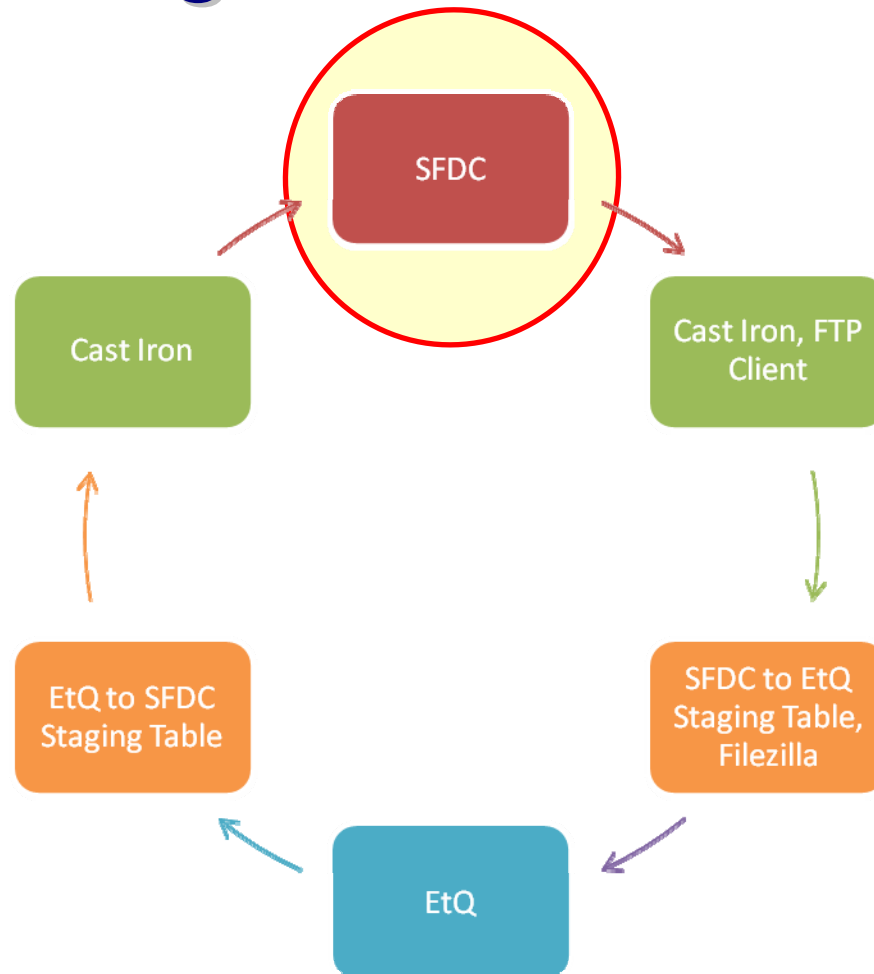 SFDC
Cast Iron
Cast Iron, FTP
Client
EtQ to SFDC
Staging Table
SFDC to EtQ
Staging Table,
Filezilla
EtQ